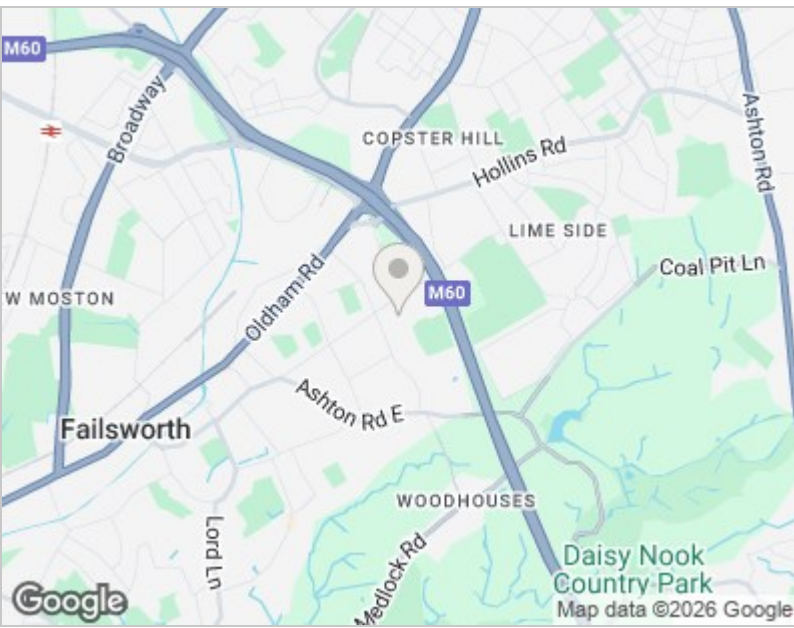 M60
Broadway
COPSTER HILL
Hollins Rd
Ashton Rd
LIME SIDE
Coal Pit Ln
M60
W MOSTON
Oldham Rd
Ashton Rd E
Failsworth
WOODHOUSES
Lord Ln
Medlock Rd
Daisy Nook
Country Park
Google
Map data ©2026 Google